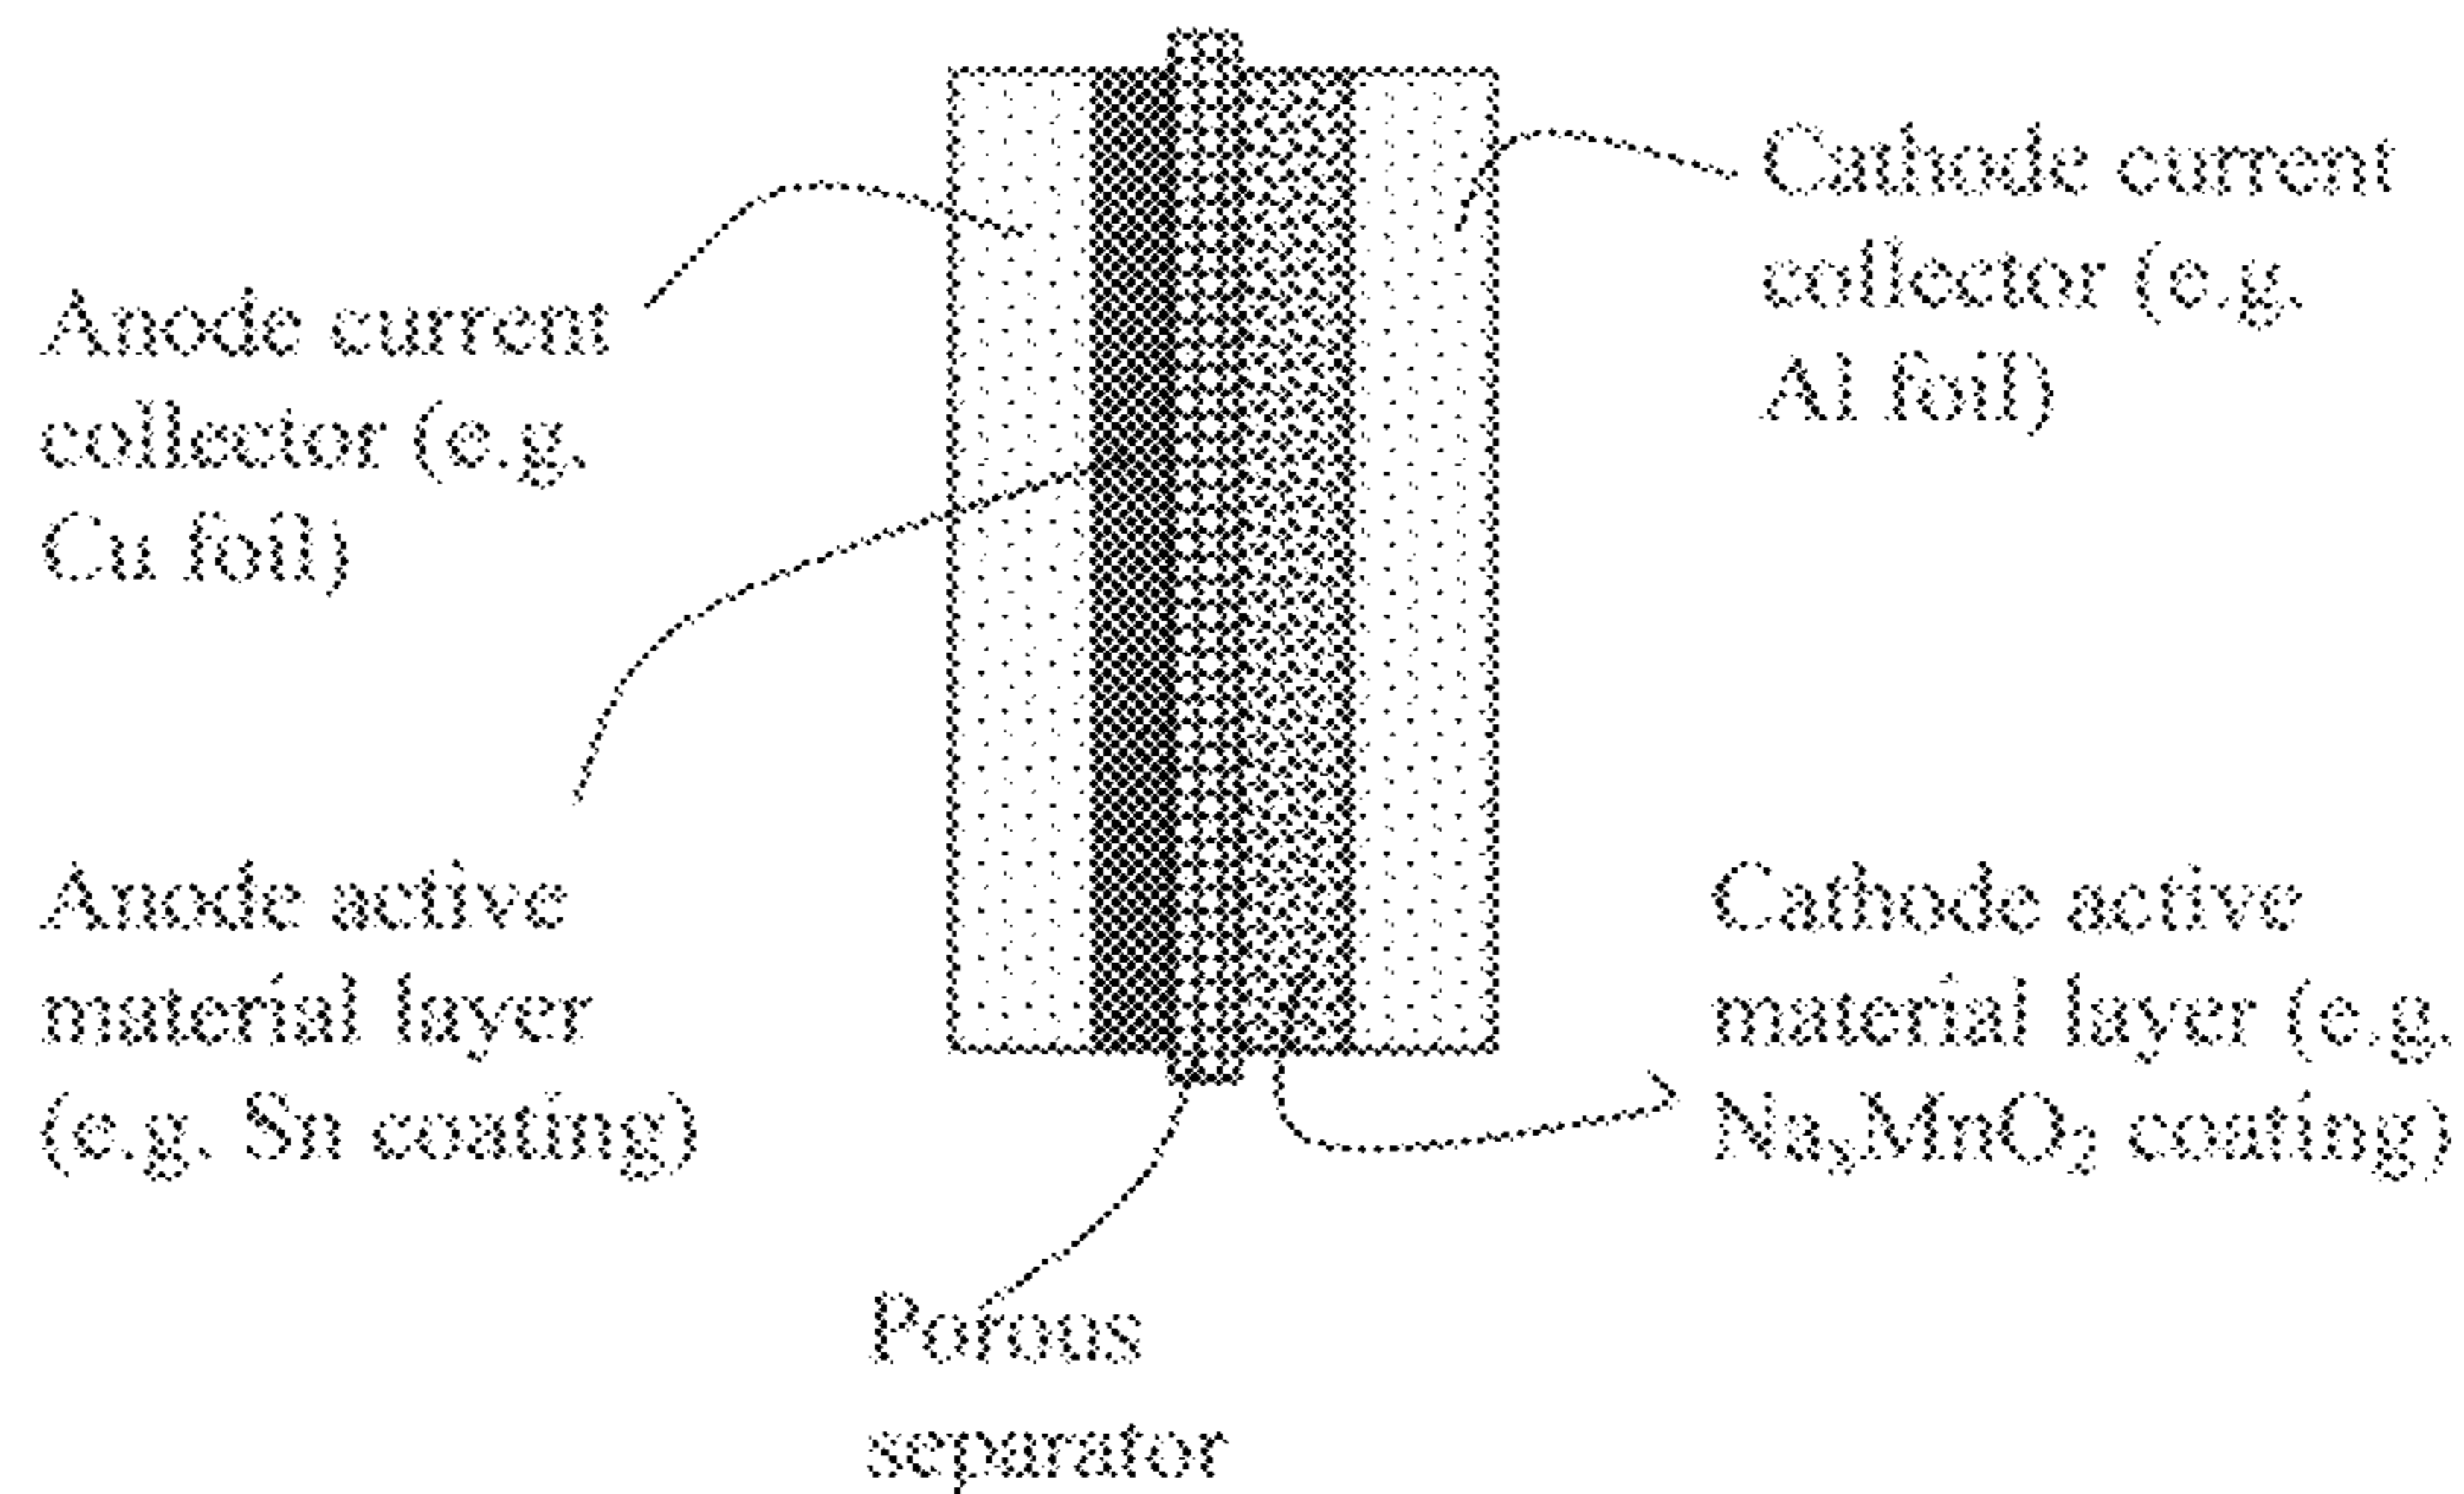 Anode current
collector (e.g.
Cu foil)
Anode active
material layer
(e.g. Sn coating)
Porous
separator
Cathode current
collector (e.g.
Al foil)
Cathode active
material layer (e.g.
NaₓMnO₂ coating)